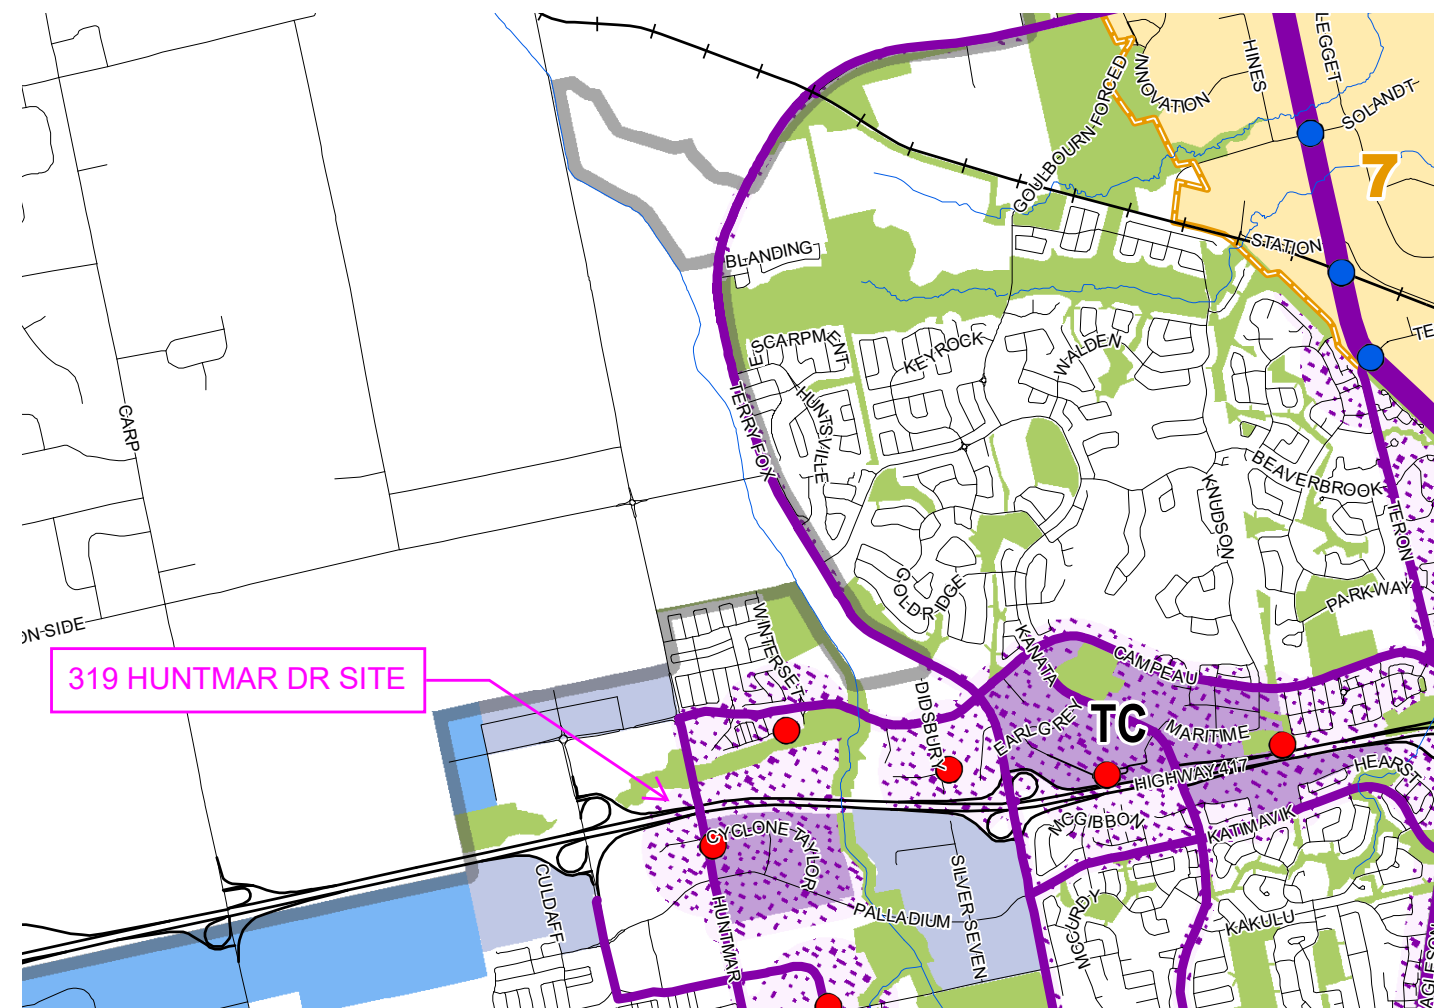 LEGGET
HINES
INNOVATION
SOLANDT
GOULBOURN FORCED
7
STATION
BLANDING
TE
SCARPMENT
E
KEYROCK
WALDEN
HUNTSVILLE
TERRY FOX
CARP
BEAVERBROOK
KNUDSON
TERON
GOLDRIDGE
PARKWAY
ON-SIDE
WINTERSET
KANATA
CAMPEAU
319 HUNTMAR DR SITE
DIDSBURY
EARL GREY
TC
MARITIME
HIGHWAY 417
HEARST
CYCLONE TAYLOR
MCGIBBON
KATIMAVIK
CULDAFF
SILVER SEVEN
PALLADIUM
HUNTMAR
MCCURDY
KAKULU
AGLESON